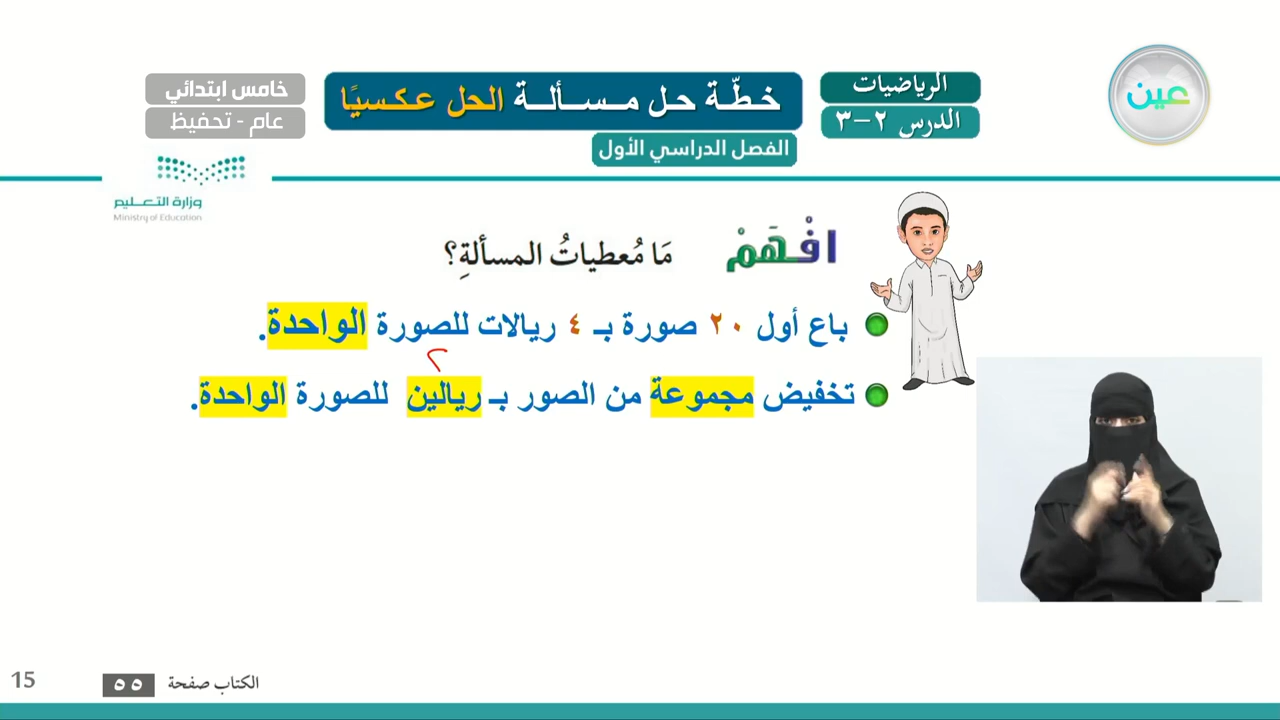 عين
الرياضيات
الدرس ٢-٣
خطّة حل مسألة الحل عكسيًا
الفصل الدراسي الأول
خامس ابتدائي
عام - تحفيظ
وزارة التعليم
Ministry of Education
افْهَمْ
مَا مُعطياتُ المسألةِ؟
باع أول ٢٠ صورة بـ ٤ ريالات للصورة الواحدة.
٢
تخفيض مجموعة من الصور بـ ريالين للصورة الواحدة.
الكتاب صفحة ٥٥
15